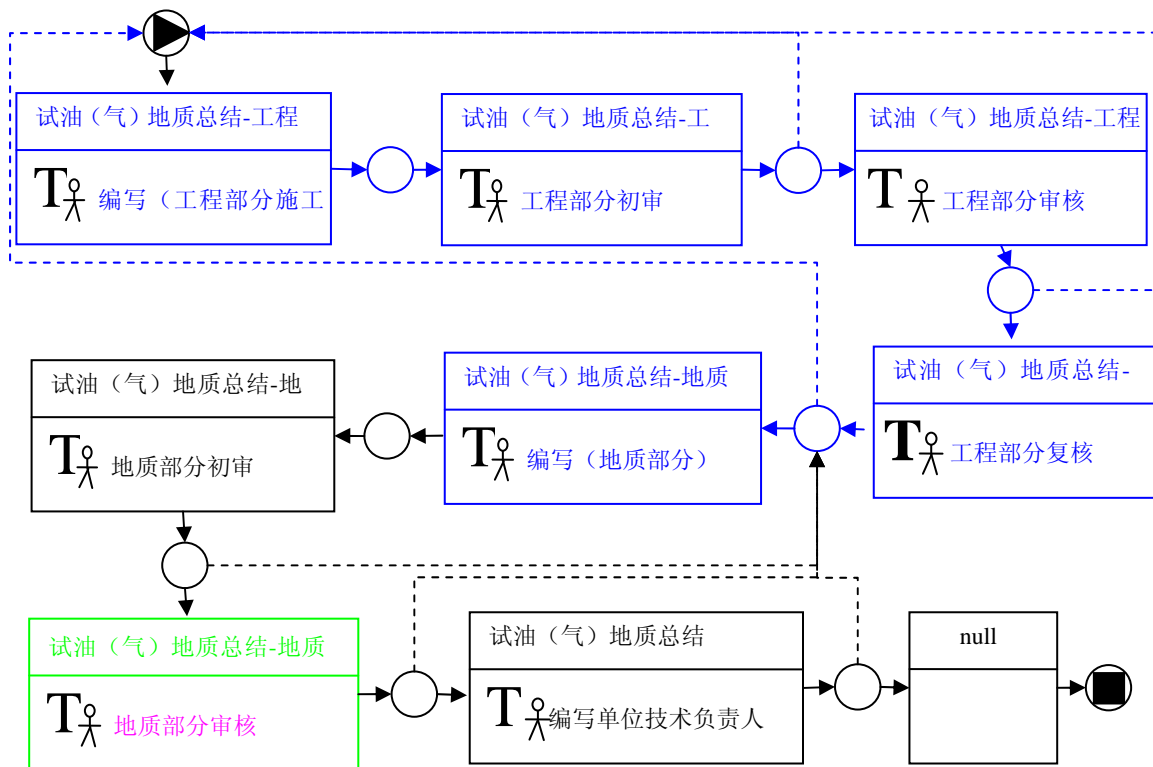 试油（气）地质总结-工程
T 编写（工程部分施工
试油（气）地质总结-工
T 工程部分初审
试油（气）地质总结-工程
T 工程部分审核
试油（气）地质总结-地
T 地质部分初审
试油（气）地质总结-地质
T 编写（地质部分）
试油（气）地质总结-
T 工程部分复核
试油（气）地质总结-地质
T 地质部分审核
试油（气）地质总结
T 编写单位技术负责人
null